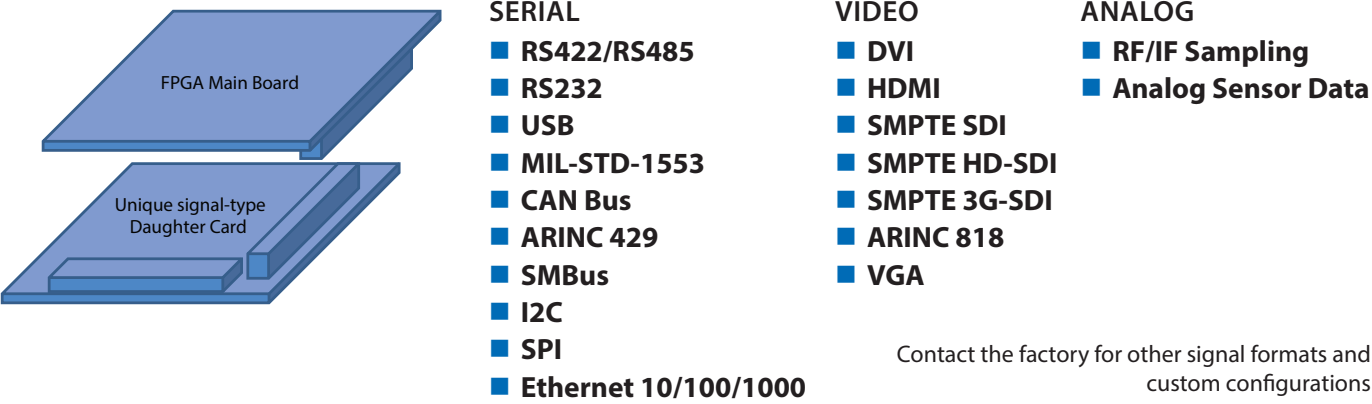 FPGA Main Board
Unique signal-type
Daughter Card
SERIAL
RS422/RS485
RS232
USB
MIL-STD-1553
CAN Bus
ARINC 429
SMBus
I2C
SPI
Ethernet 10/100/1000
VIDEO
DVI
HDMI
SMPTE SDI
SMPTE HD-SDI
SMPTE 3G-SDI
ARINC 818
VGA
ANALOG
RF/IF Sampling
Analog Sensor Data
Contact the factory for other signal formats and
custom configurations